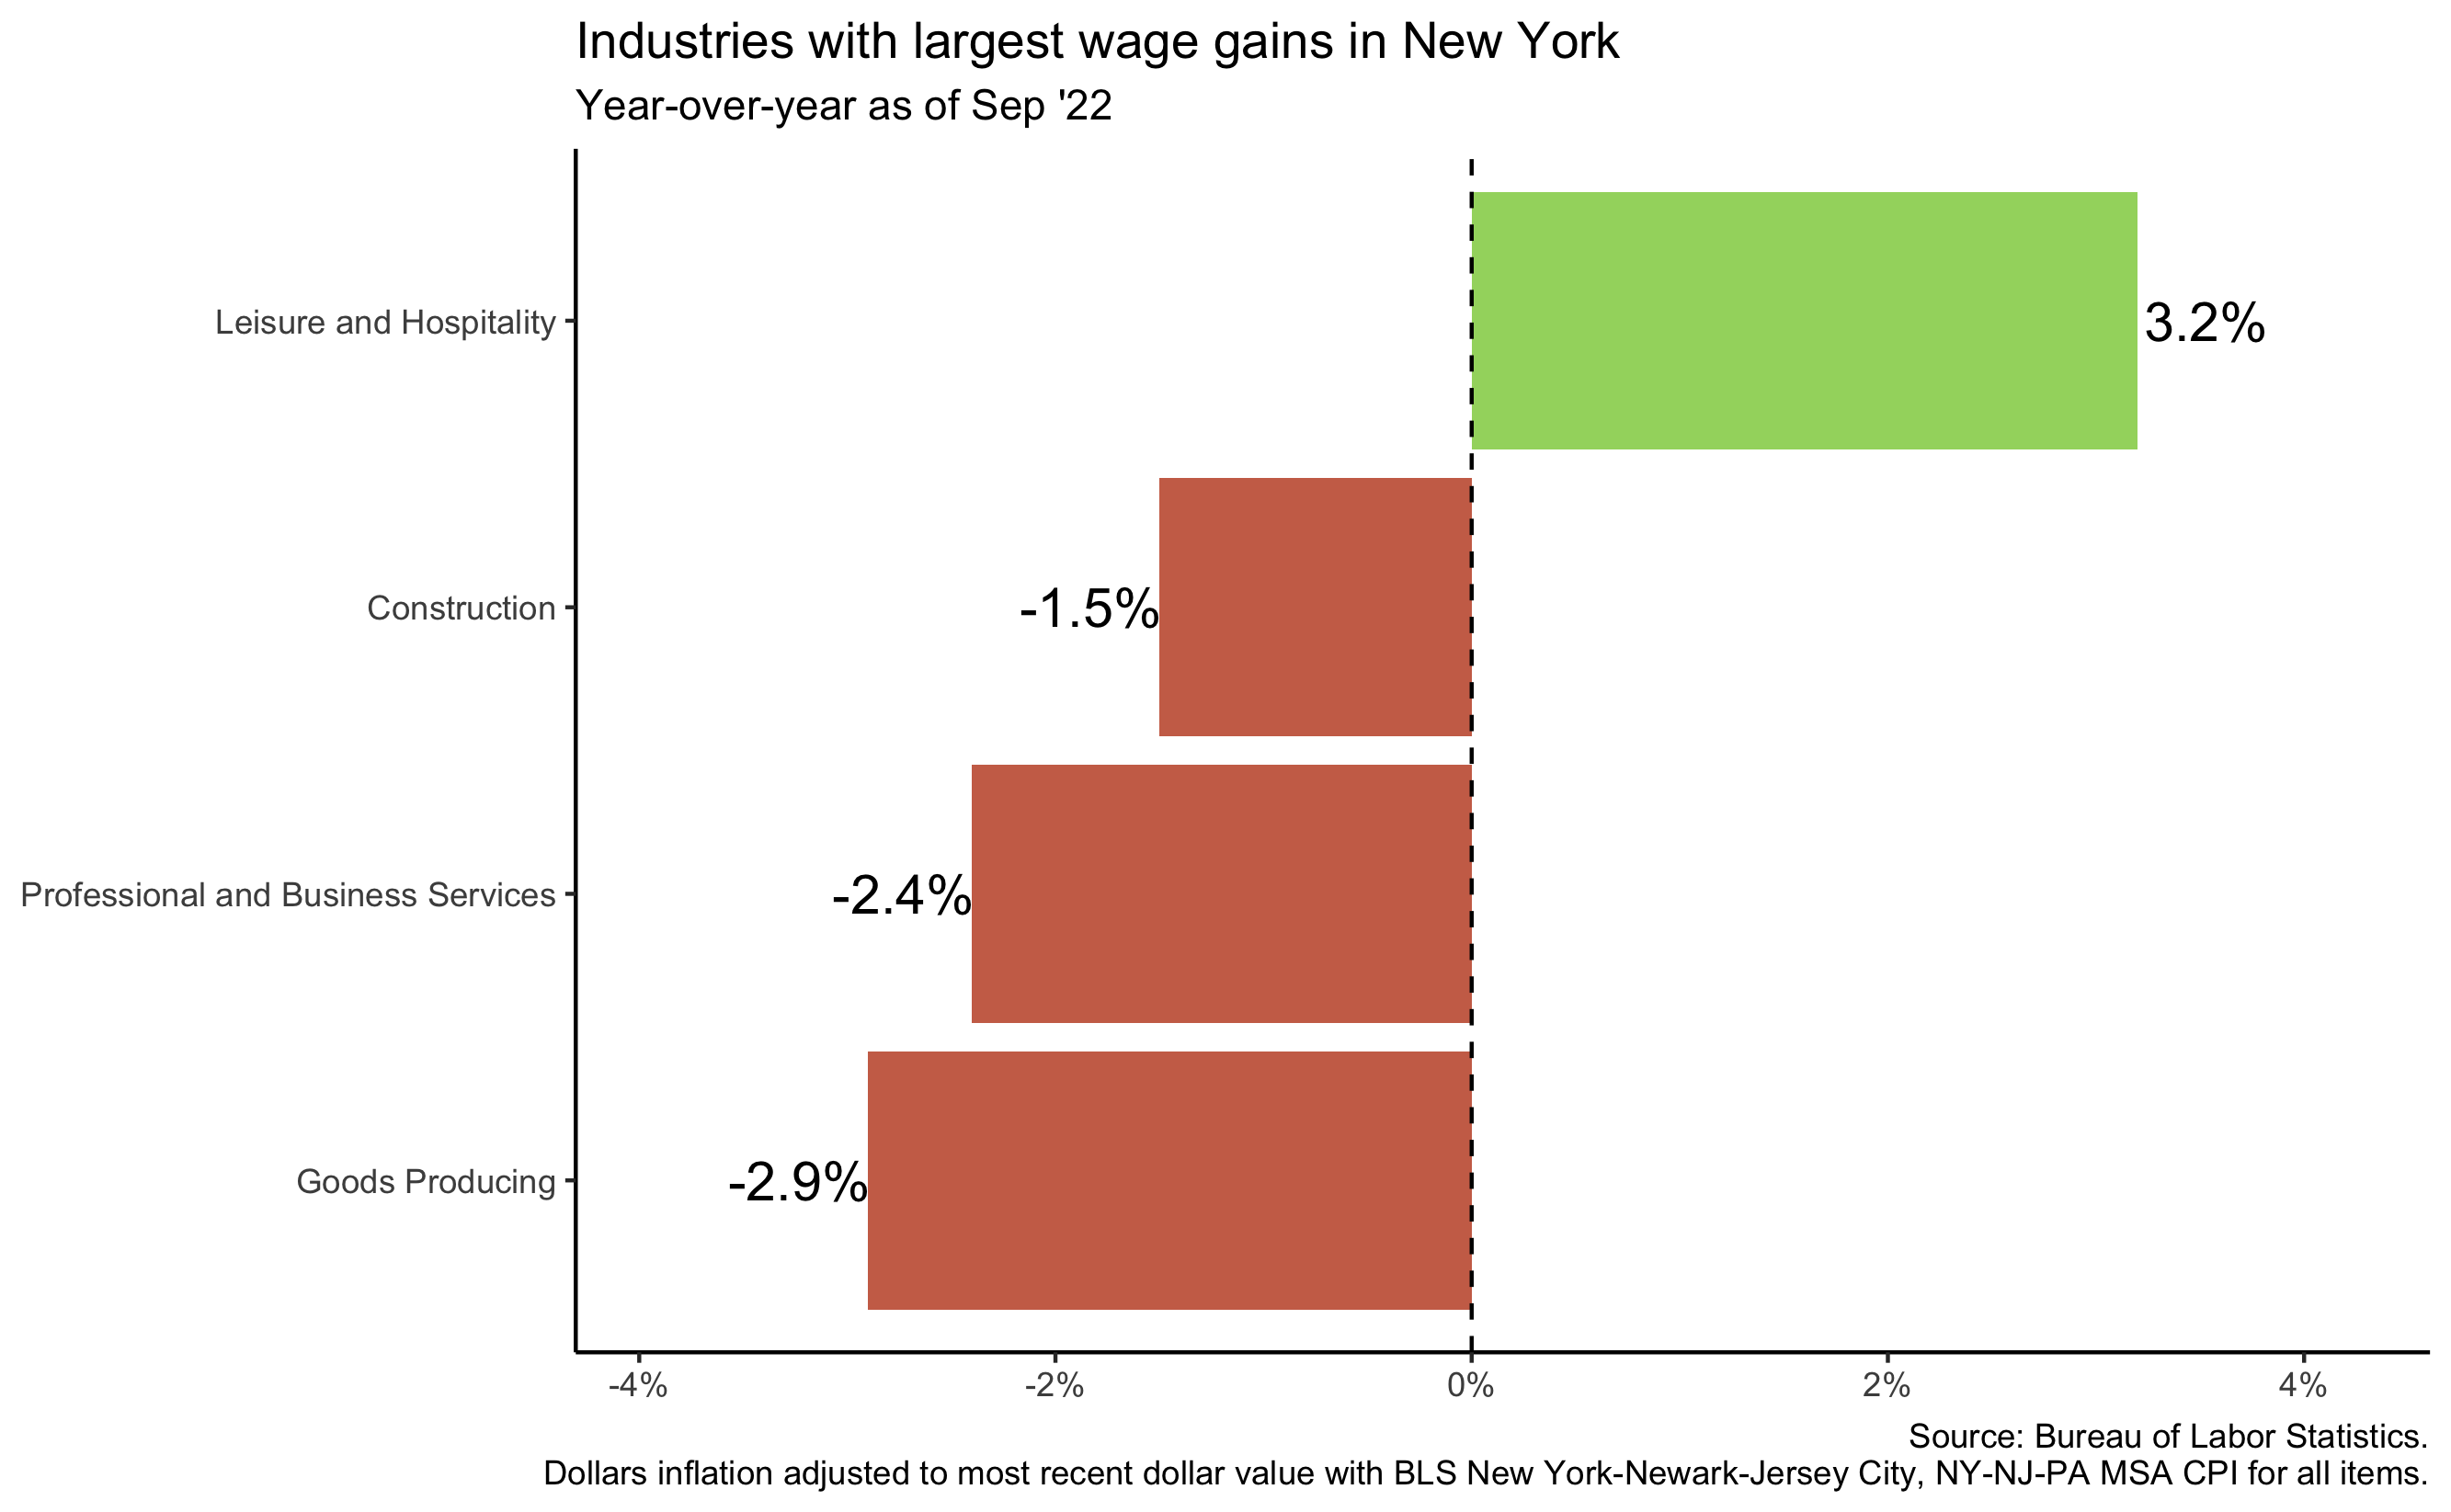 Industries with largest wage gains in New York
Year-over-year as of Sep '22
Leisure and Hospitality
3.2%
Construction
-1.5%
Professional and Business Services
-2.4%
Goods Producing
-2.9%
-4%
-2%
0%
2%
4%
Source: Bureau of Labor Statistics.
Dollars inflation adjusted to most recent dollar value with BLS New York-Newark-Jersey City, NY-NJ-PA MSA CPI for all items.